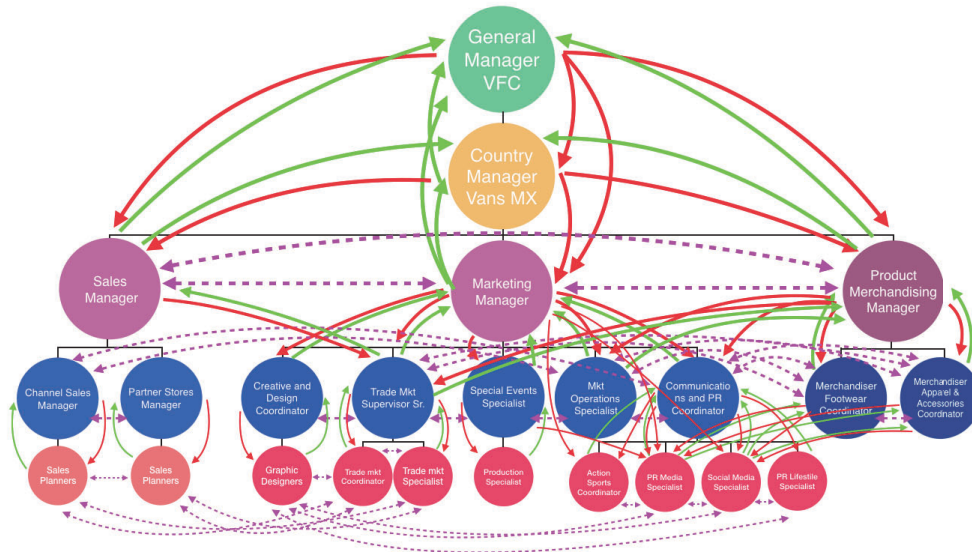 General
Manager
VFC
Country
Manager
Vans MX
Sales
Manager
Marketing
Manager
Product
Merchandising
Manager
Channel Sales
Manager
Partner Stores
Manager
Creative and
Design
Coordinator
Trade Mkt
Supervisor Sr.
Special Events
Specialist
Mkt
Operations
Specialist
Communicatio
ns and PR
Coordinator
Merchandiser
Footwear
Coordinator
Merchandiser
Apparel &
Accessories
Coordnator
Sales
Planners
Sales
Planners
Graphic
Designers
Trade mkt
Coordinator
Trade mkt
Specialist
Production
Specialist
Action
Sports
Coordinator
PR Media
Specialist
Social Media
Specialist
PR Lifestile
Specialist